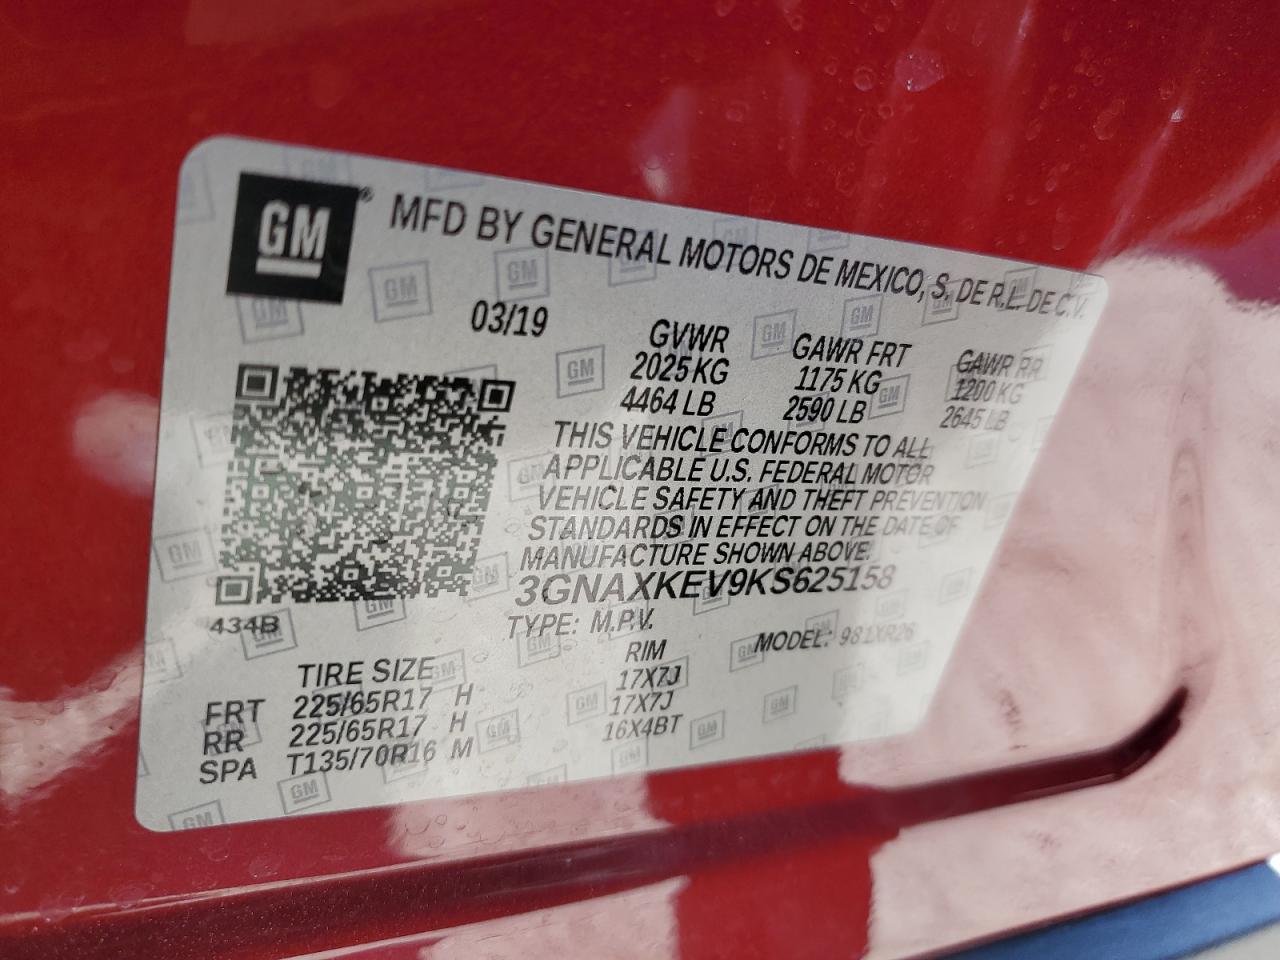 GM® MFD BY GENERAL MOTORS DE MEXICO, S. DE R.L. DE C.V.
03/19
GVWR GAWR FRT GAWR RR
2025 KG 1175 KG 1200 KG
4464 LB 2590 LB 2645 LB
THIS VEHICLE CONFORMS TO ALL
APPLICABLE U.S. FEDERAL MOTOR
VEHICLE SAFETY AND THEFT PREVENTION
STANDARDS IN EFFECT ON THE DATE OF
MANUFACTURE SHOWN ABOVE.
3GNAXKEV9KS625158
434B
TYPE: M.P.V. MODEL: 981XR26
TIRE SIZE RIM
FRT 225/65R17 H 17X7J
RR 225/65R17 H 17X7J
SPA T135/70R16 M 16X4BT